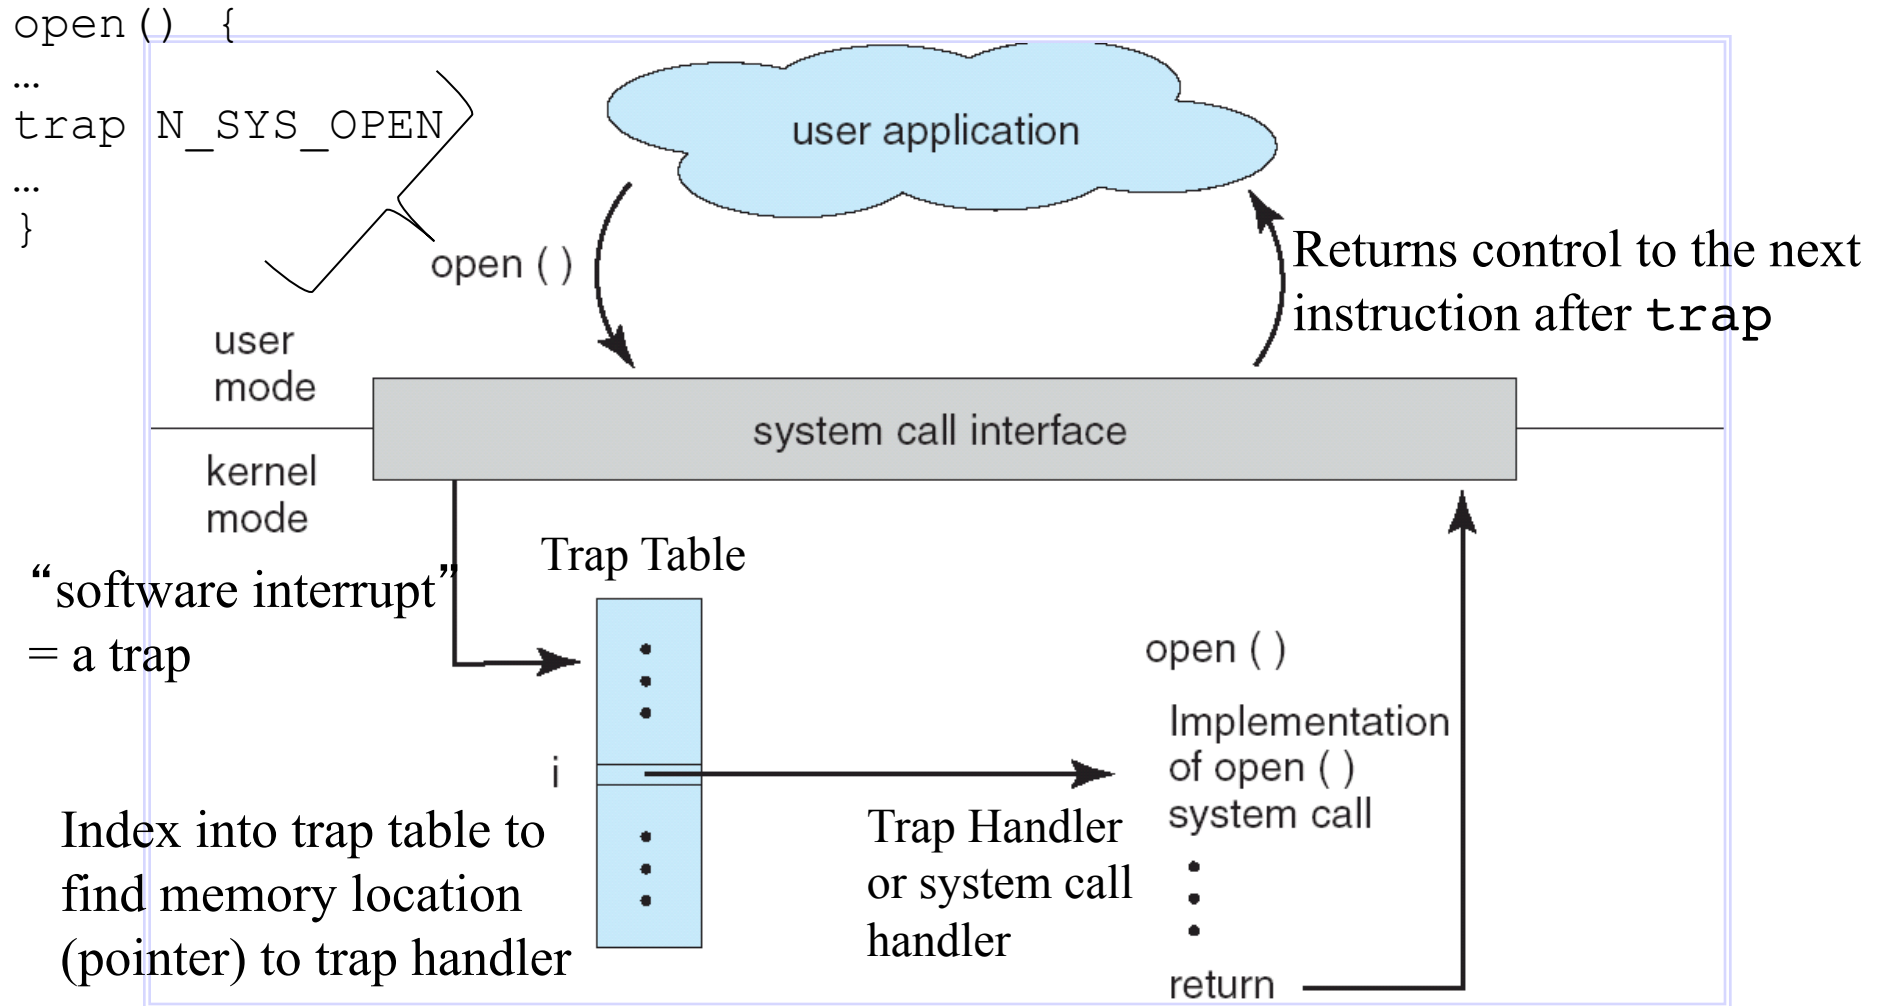 open() {
…
trap N_SYS_OPEN
…
}
user application
open ( )
Returns control to the next
instruction after trap
user
mode
system call interface
kernel
mode
“software interrupt”
= a trap
Trap Table
i
Index into trap table to
find memory location
(pointer) to trap handler
Trap Handler
or system call
handler
open ( )
Implementation
of open ( )
system call
return